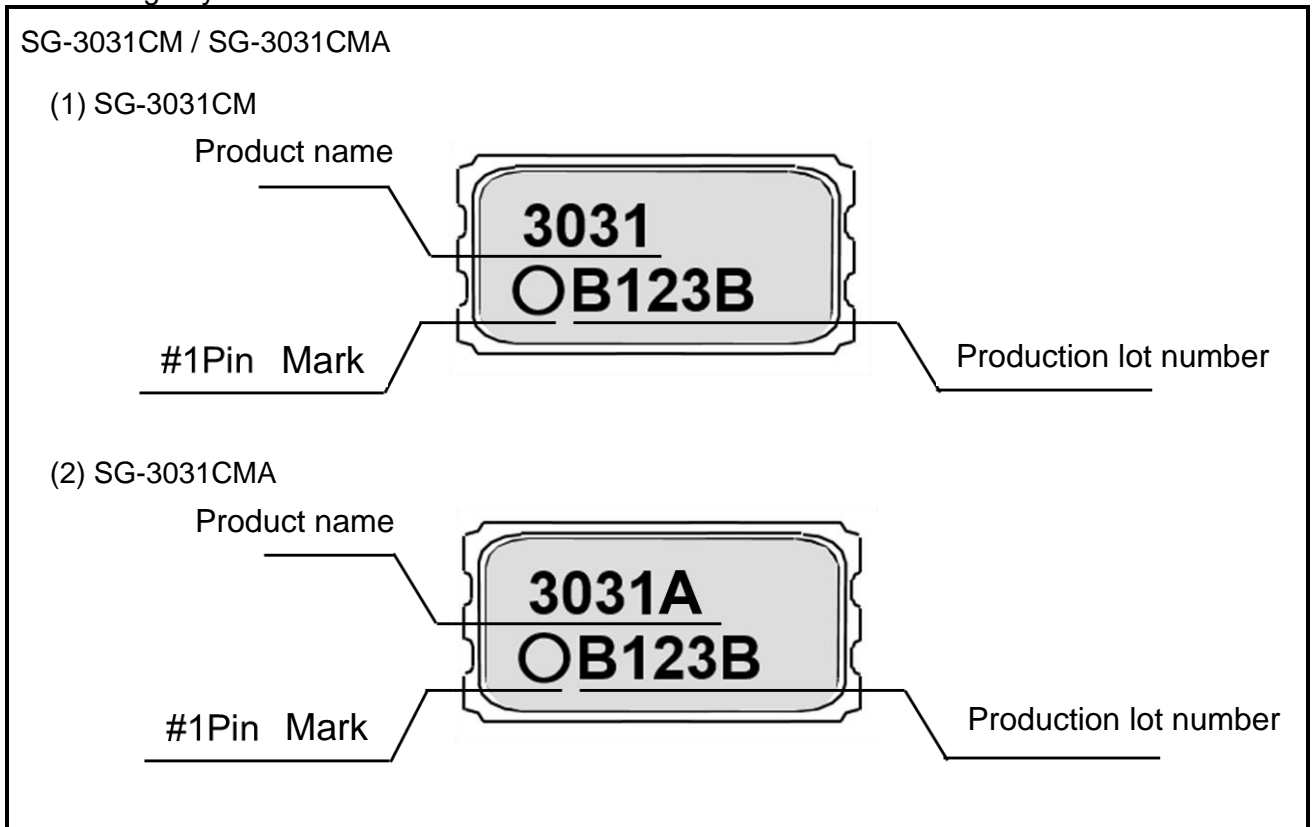 SG-3031CM / SG-3031CMA
(1) SG-3031CM
Product name
3031
OB123B
#1Pin Mark
Production lot number
(2) SG-3031CMA
Product name
3031A
OB123B
#1Pin Mark
Production lot number